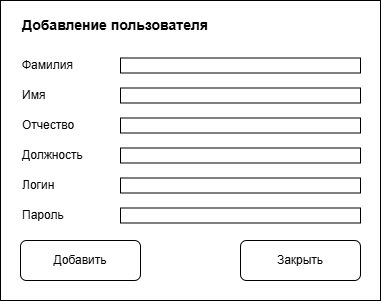 Добавление пользователя
Фамилия
Имя
Отчество
Должность
Логин
Пароль
Добавить
Закрыть